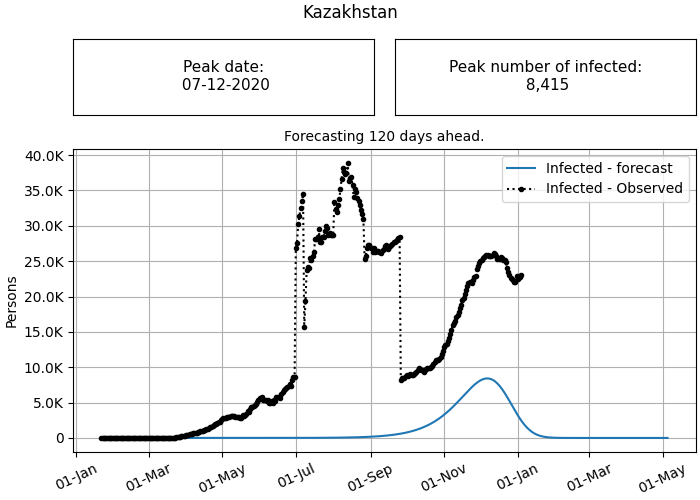 Kazakhstan
Peak date:
07-12-2020
Peak number of infected:
8,415
Forecasting 120 days ahead.
Infected - forecast
Infected - Observed
Persons
40.0K
35.0K
30.0K
25.0K
20.0K
15.0K
10.0K
5.0K
0
01-Jan
01-Mar
01-May
01-Jul
01-Sep
01-Nov
01-Jan
01-Mar
01-May